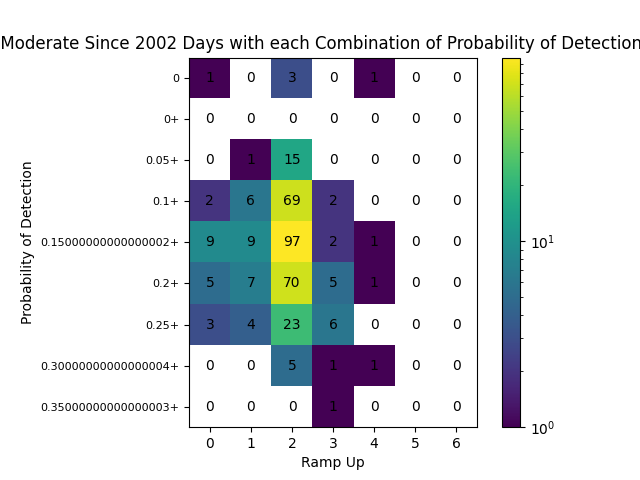 Moderate Since 2002 Days with each Combination of Probability of Detection
0 1 0 3 0 1 0 0
0+ 0 0 0 0 0 0 0
0.05+ 0 1 15 0 0 0 0
0.1+ 2 6 69 2 0 0 0
0.15000000000000002+ 9 9 97 2 1 0 0
0.2+ 5 7 70 5 1 0 0
0.25+ 3 4 23 6 0 0 0
0.30000000000000004+ 0 0 5 1 1 0 0
0.35000000000000003+ 0 0 0 1 0 0 0
0 1 2 3 4 5 6
Ramp Up
Probability of Detection
10¹
10⁰